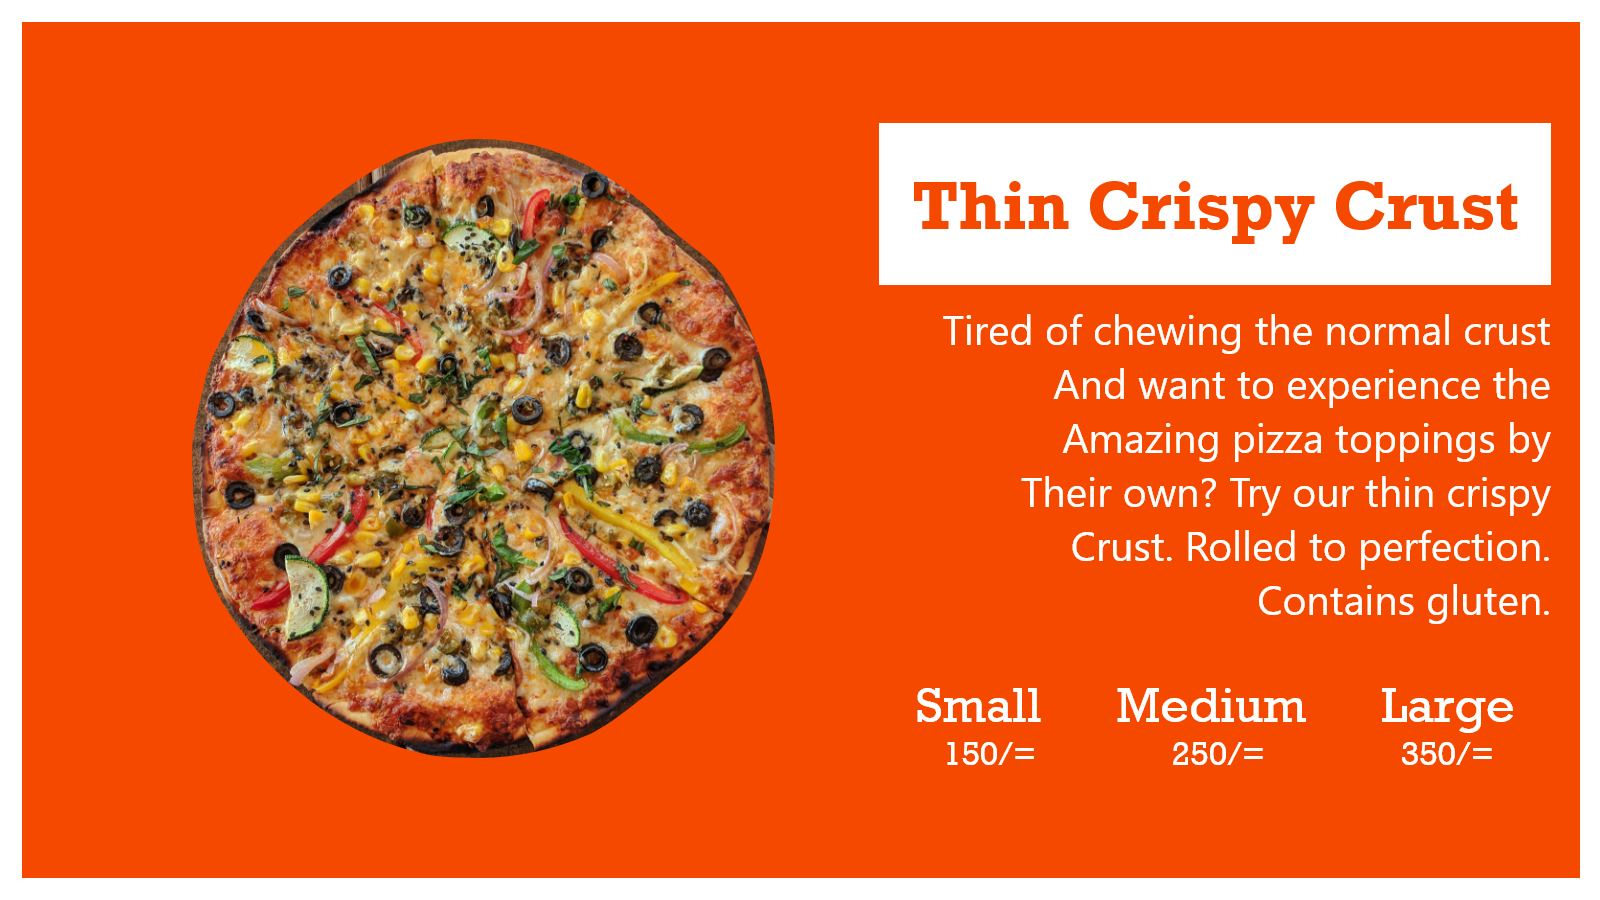 Thin Crispy Crust
Tired of chewing the normal crust
And want to experience the
Amazing pizza toppings by
Their own? Try our thin crispy
Crust. Rolled to perfection.
Contains gluten.
Small Medium Large
150/= 250/= 350/=